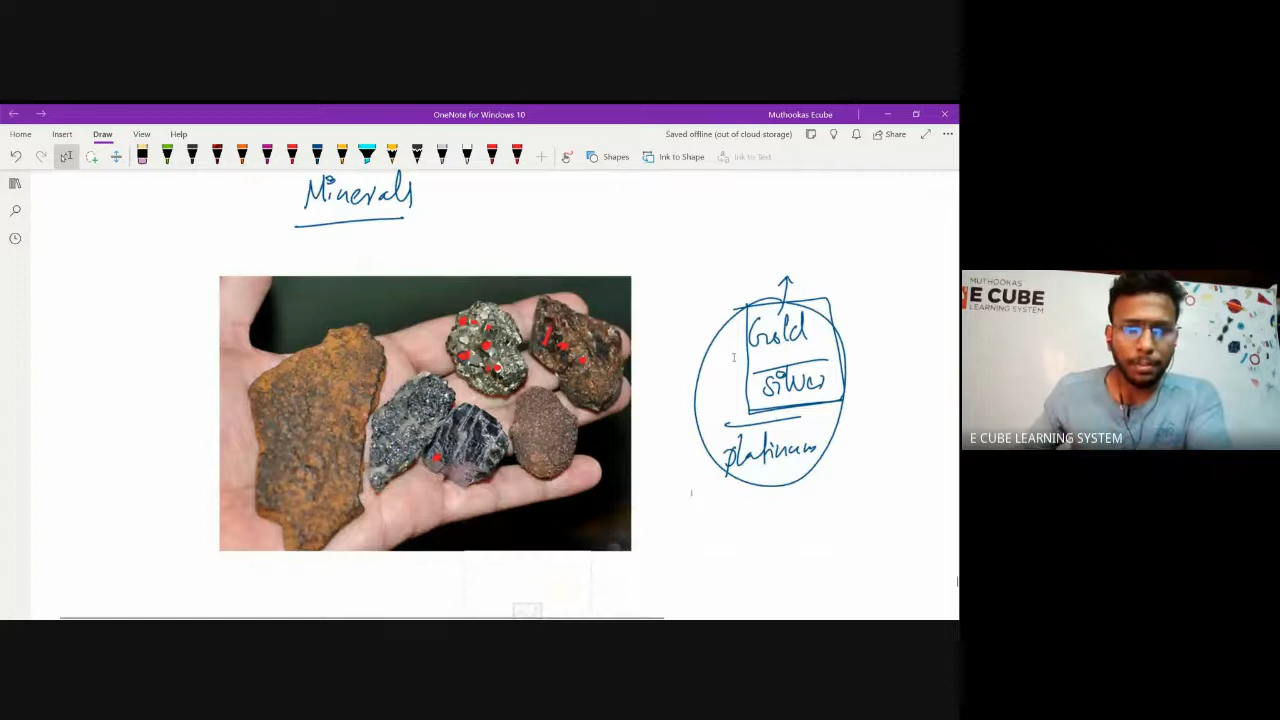 OneNote for Windows 10
Muthookas Ecube
Home Insert Draw View Help
Saved offline (out of cloud storage)
Share
Shapes
Ink to Shape
Ink to Text
Minerals
Gold
Silver
platinum
MUTHOOKAS
E CUBE
LEARNING SYSTEM
E CUBE LEARNING SYSTEM